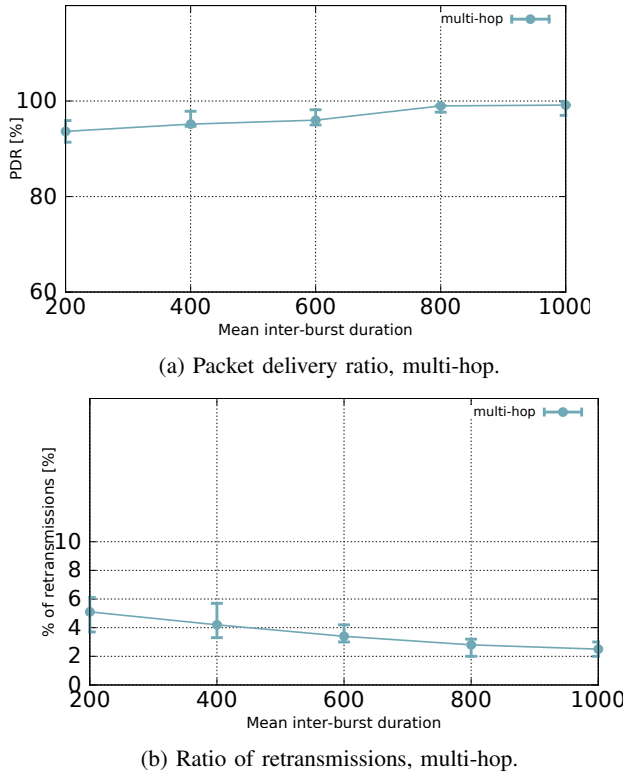 multi-hop
100
80
60
PDR [%]
200 400 600 800 1000
Mean inter-burst duration
(a) Packet delivery ratio, multi-hop.
multi-hop
10
8
6
4
2
0
% of retransmissions [%]
200 400 600 800 1000
Mean inter-burst duration
(b) Ratio of retransmissions, multi-hop.